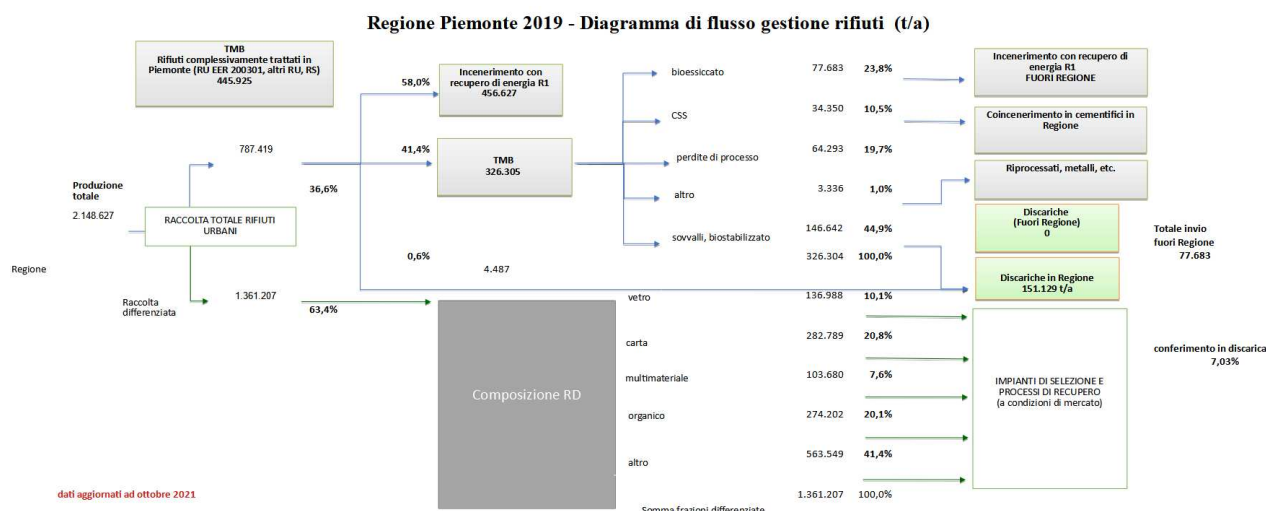 Regione Piemonte 2019 - Diagramma di flusso gestione rifiuti (t/a)
TMB
Rifiuti complessivamente trattati in
Piemonte (RU EER 200301, altri RU, RS)
445.925
58,0%
Incenerimento con
recupero di energia R1
456.627
bioessiccato
77.683 23,8%
Incenerimento con recupero di
energia R1
FUORI REGIONE
CSS
34.350 10,5%
Coincenerimento in cementifici in
Regione
787.419
41,4%
TMB
326.305
perdite di processo
64.293 19,7%
Riprocessati, metalli, etc.
36,6%
altro
3.336 1,0%
Produzione
totale
2.148.627
RACCOLTA TOTALE RIFIUTI
URBANI
sovvalli, biostabilizzato
146.642 44,9%
Discariche
(Fuori Regione)
0
Totale invio
fuori Regione
77.683
0,6%
4.487
326.304 100,0%
Regione
Discariche in Regione
151.129 t/a
Raccolta
differenziata
1.361.207
63,4%
vetro
136.988 10,1%
carta
282.789 20,8%
conferimento in discarica
7,03%
multimateriale
103.680 7,6%
Composizione RD
IMPIANTI DI SELEZIONE E
PROCESSI DI RECUPERO
(a condizioni di mercato)
organico
274.202 20,1%
altro
563.549 41,4%
dati aggiornati ad ottobre 2021
1.361.207 100,0%
Somma frazioni differenziate